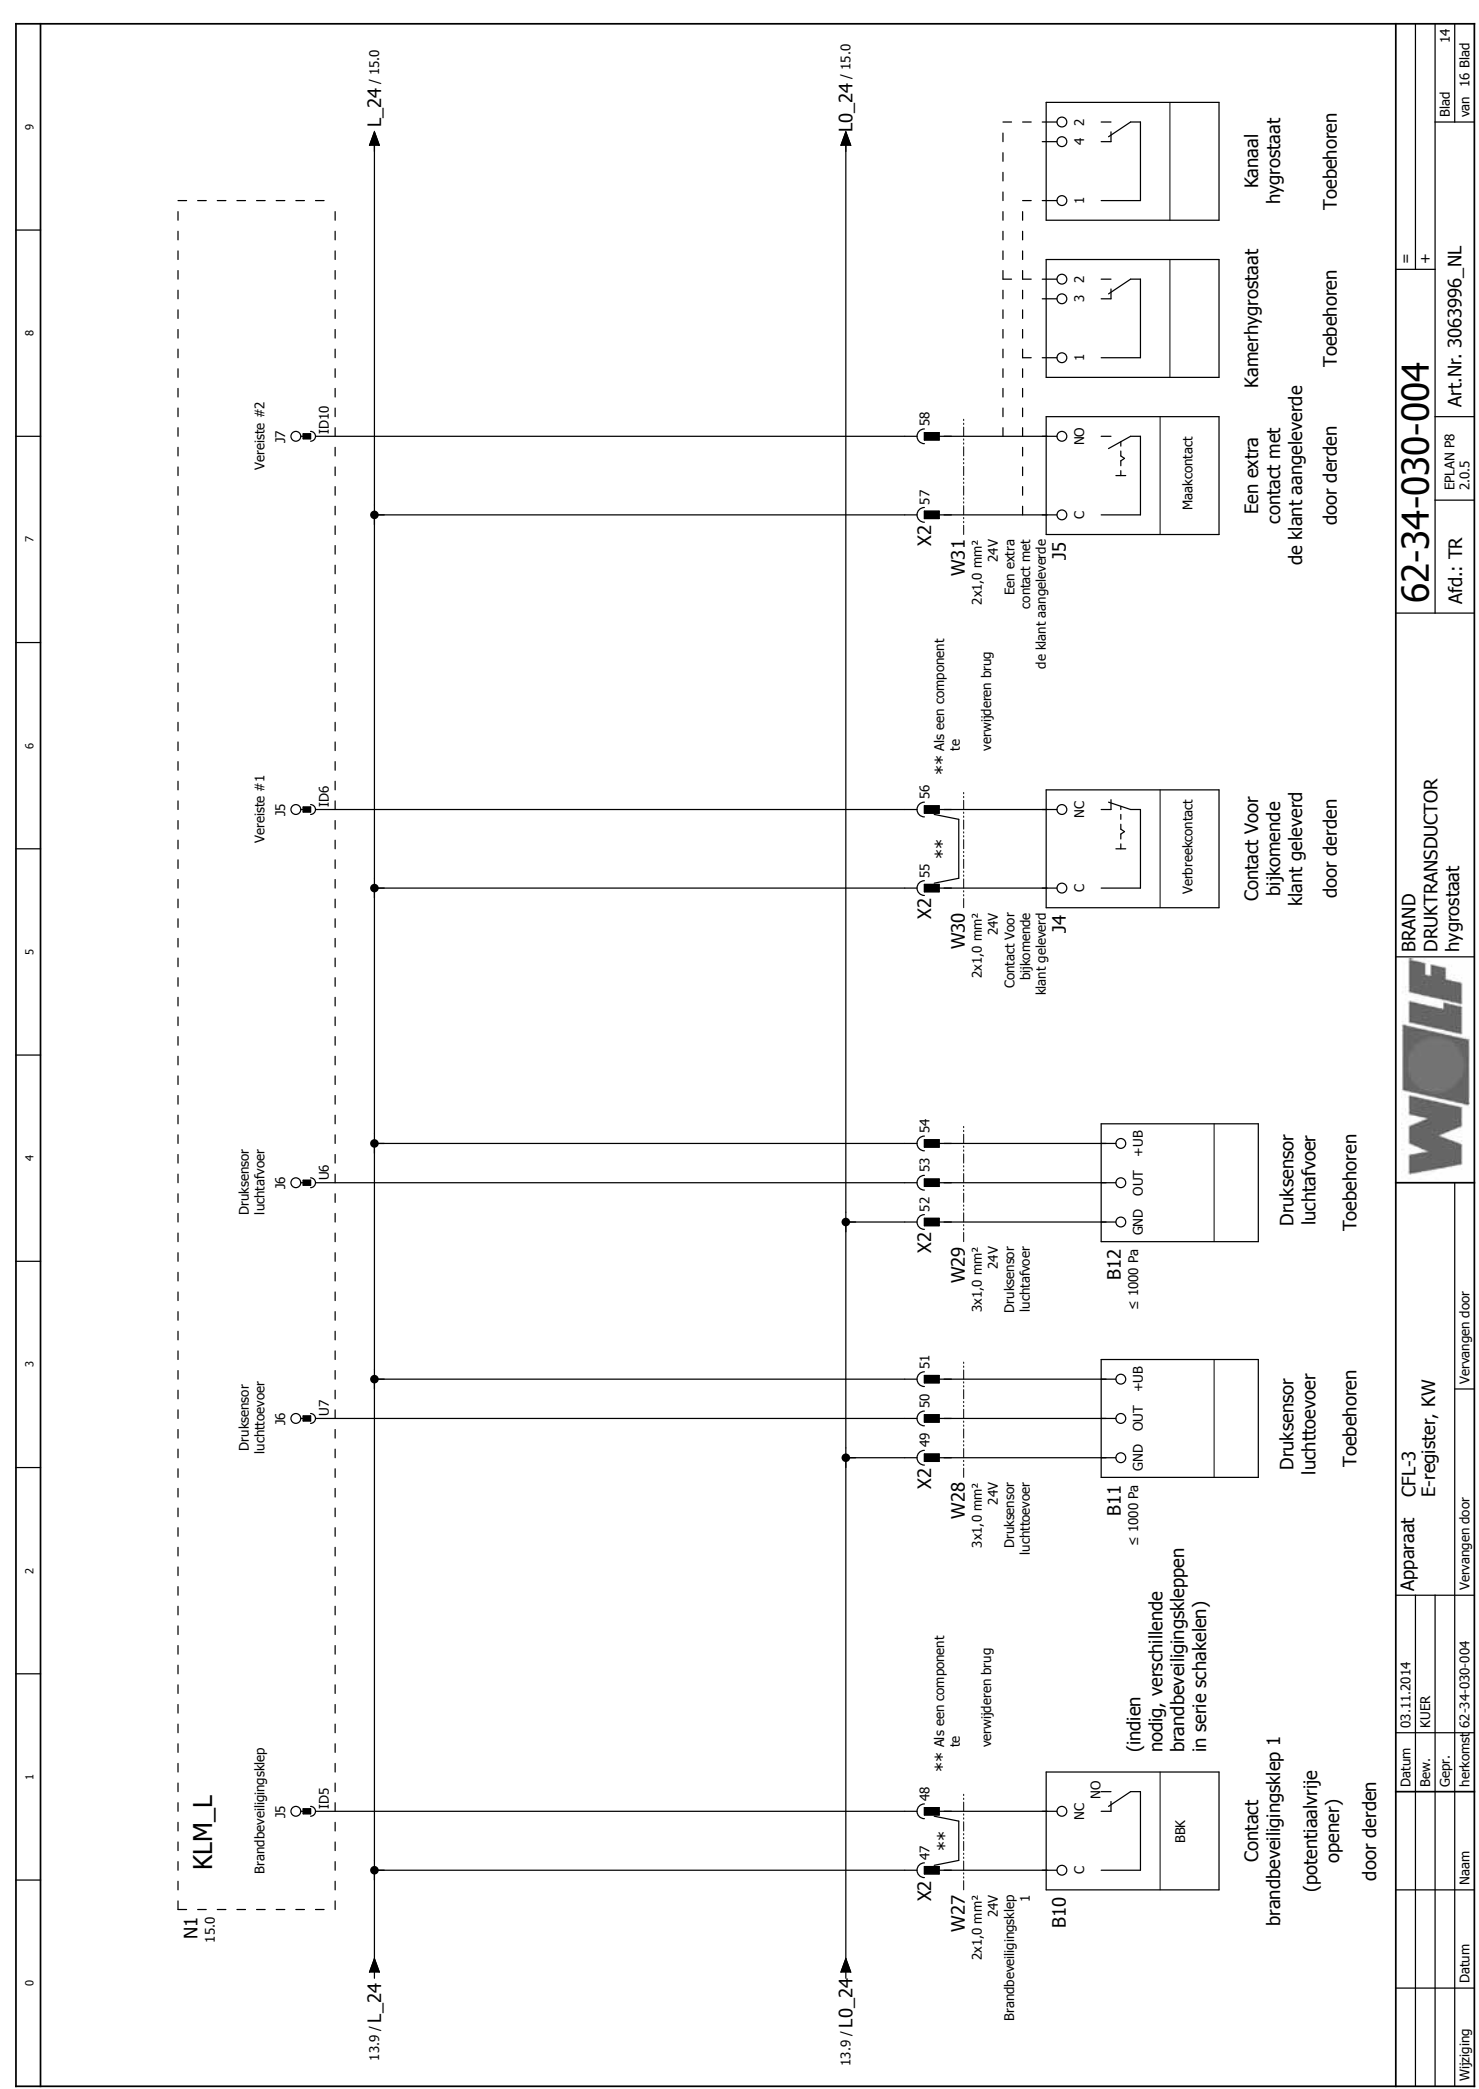 0 1 2 3 4 5 6 7 8 9
N1
15.0
KLM_L
Brandbeveiligingsklep
J5
ID5
Druksensor
luchttoevoer
J6
U7
Druksensor
luchtafvoer
J6
U6
Vereiste #1
J5
ID6
Vereiste #2
J7
ID10
13.9 / L_24
L_24 / 15.0
13.9 / L0_24
L0_24 / 15.0
X2 47 48
**
** Als een component
te
verwijderen brug
W27
2x1,0 mm²
24V
Brandbeveiligingsklep
1
B10
C NC NO
BBK
(indien
nodig, verschillende
brandbeveiligingskleppen
in serie schakelen)
Contact
brandbeveiligingsklep 1
(potentiaalvrije
opener)
door derden
X2 49 50 51
W28
3x1,0 mm²
24V
Druksensor
luchttoevoer
B11
≤ 1000 Pa
GND OUT +UB
Druksensor
luchttoevoer
Toebehoren
X2 52 53 54
W29
3x1,0 mm²
24V
Druksensor
luchtafvoer
B12
≤ 1000 Pa
GND OUT +UB
Druksensor
luchtafvoer
Toebehoren
X2 55 56
**
** Als een component
te
verwijderen brug
W30
2x1,0 mm²
24V
Contact Voor
bijkomende
klant geleverd
J4
C NC
Verbreekcontact
Contact Voor
bijkomende
klant geleverd
door derden
X2 57 58
W31
2x1,0 mm²
24V
Een extra
contact met
de klant aangeleverde
J5
C NO
Maakcontact
Een extra
contact met
de klant aangeleverde
door derden
1 3 2
Kamerhygrostaat
Toebehoren
1 4 2
Kanaal
hygrostaat
Toebehoren
Wijziging
Datum
Naam
Datum 03.11.2014
Bew. KUER
Gepr.
herkomst 62-34-030-004
Apparaat CFL-3
E-register, KW
Vervangen door
Vervangen door
WOLF
BRAND
DRUKTRANSDUCTOR
hygrostaat
62-34-030-004
=
+
Afd.: TR
EPLAN P8
2.0.5
Art.Nr. 3063996_NL
Blad 14
van 16 Blad